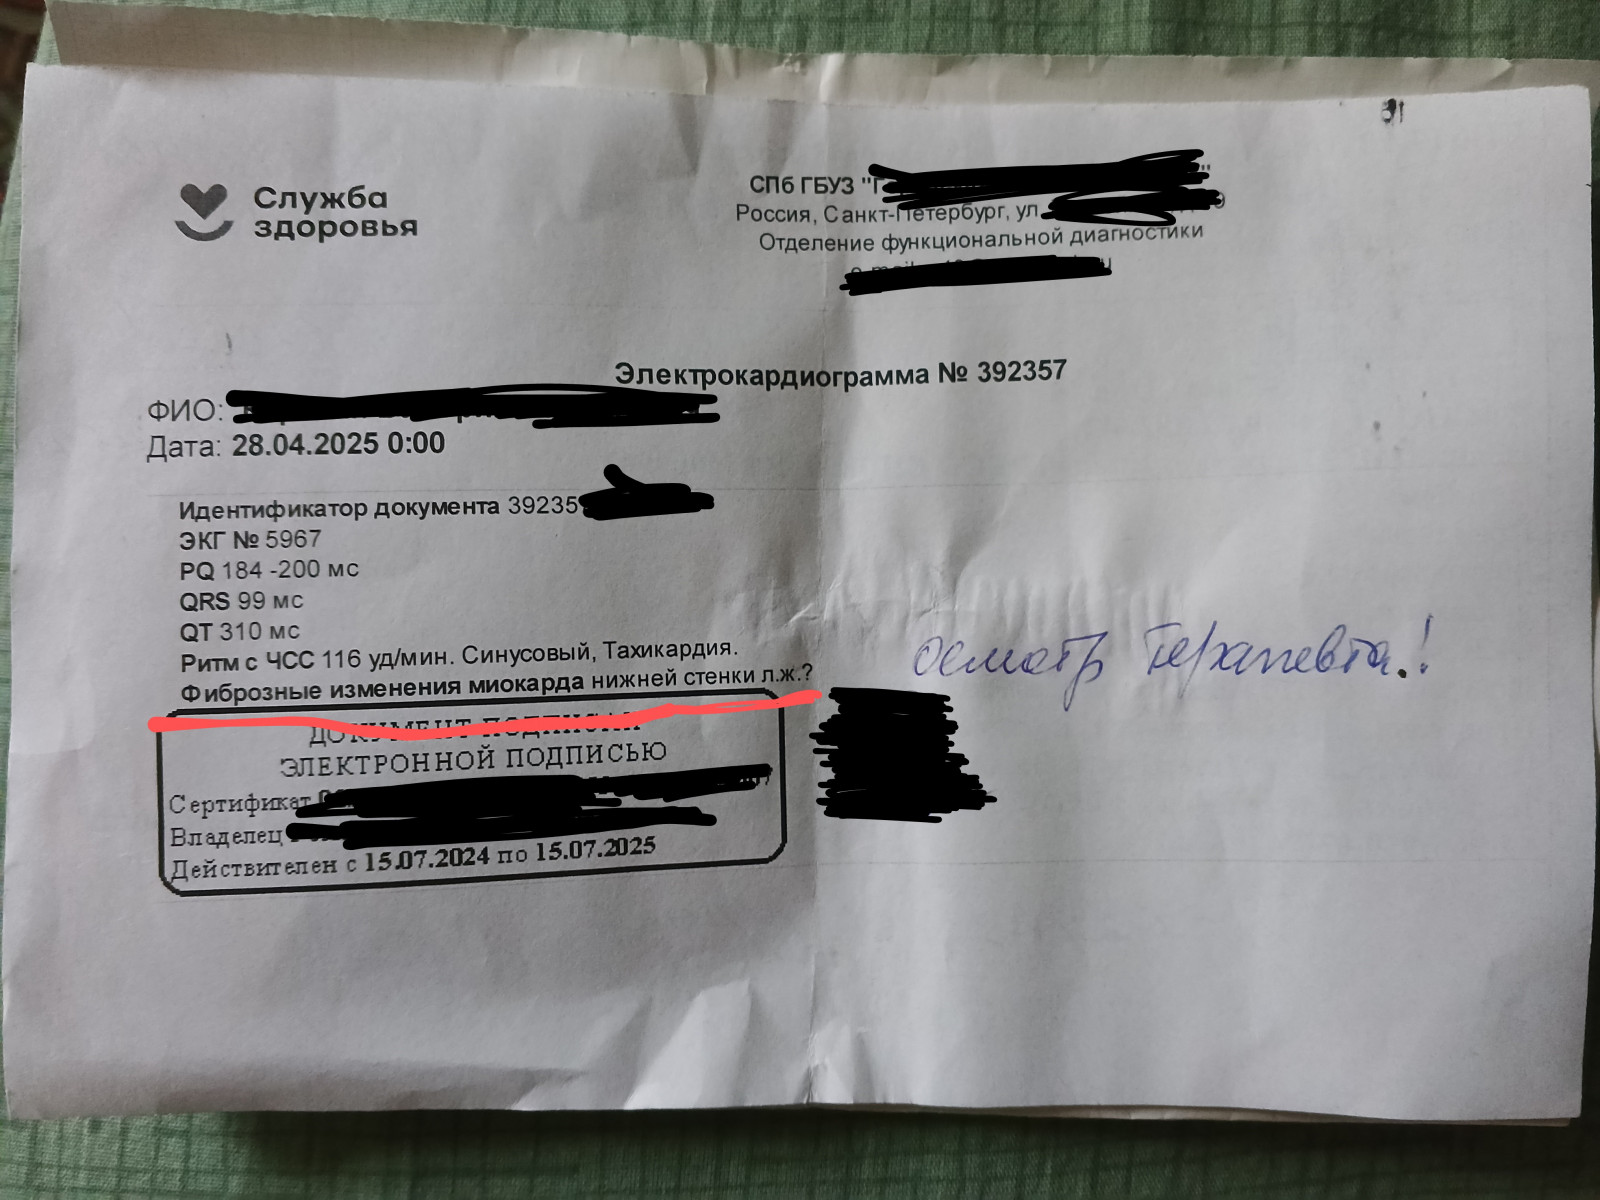 Служба
здоровья
СПб ГБУЗ "Г
Россия, Санкт-Петербург, ул.
Отделение функциональной диагностики
Электрокардиограмма № 392357
ФИО:
Дата: 28.04.2025 0:00
Идентификатор документа 39235
ЭКГ № 5967
PQ 184 -200 мс
QRS 99 мс
QT 310 мс
Ритм с ЧСС 116 уд/мин. Синусовый, Тахикардия.
Фиброзные изменения миокарда нижней стенки л.ж.?
осмотр терапевта.!
ДОКУМЕНТ ПОДПИСАН
ЭЛЕКТРОННОЙ ПОДПИСЬЮ
Сертификат
Владелец
Действителен с 15.07.2024 по 15.07.2025